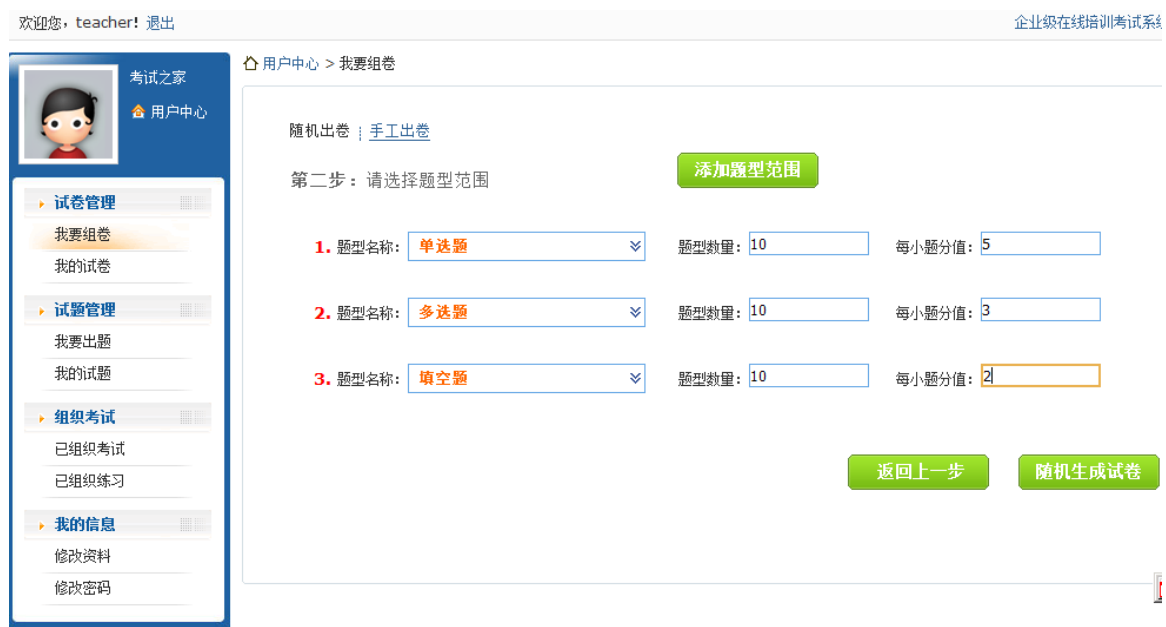 欢迎您，teacher! 退出
企业级在线培训考试系
考试之家
用户中心
试卷管理
我要组卷
我的试卷
试题管理
我要出题
我的试题
组织考试
已组织考试
已组织练习
我的信息
修改资料
修改密码
用户中心 > 我要组卷
随机出卷 ¦ 手工出卷
第二步：请选择题型范围
添加题型范围
1. 题型名称： 单选题 题型数量： 10 每小题分值： 5
2. 题型名称： 多选题 题型数量： 10 每小题分值： 3
3. 题型名称： 填空题 题型数量： 10 每小题分值： 2
返回上一步 随机生成试卷